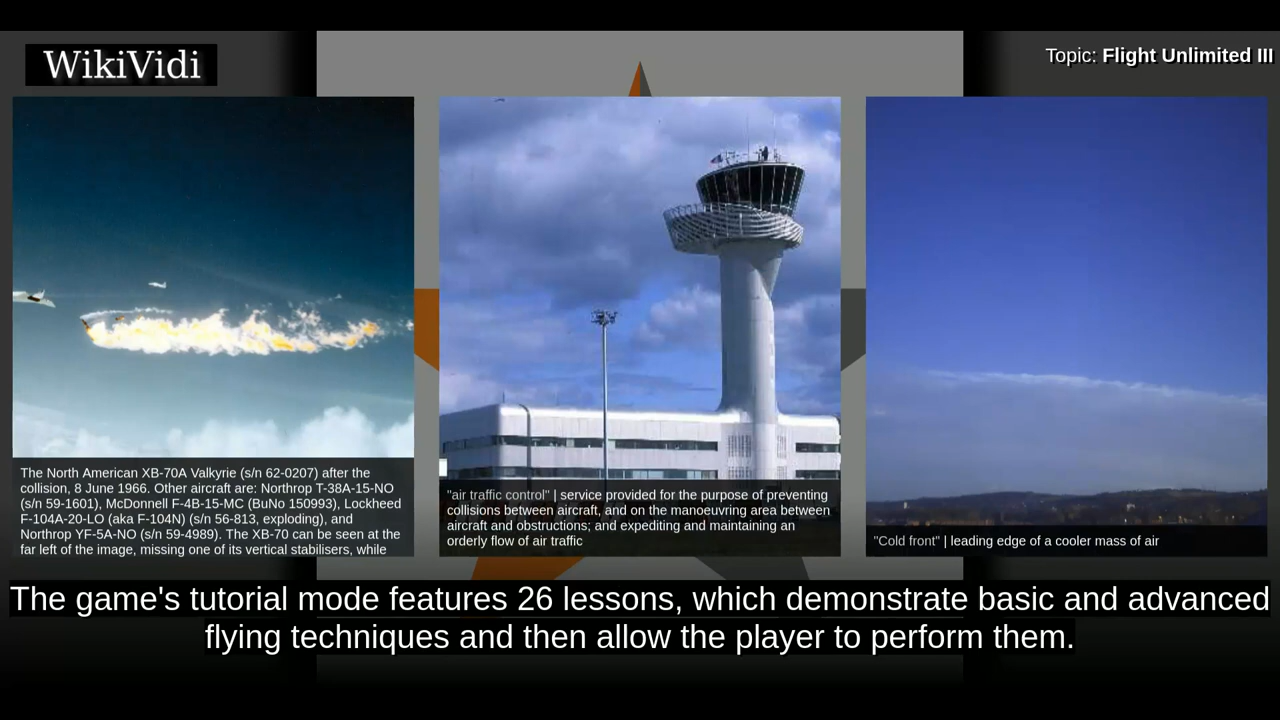 WikiVidi
Topic: Flight Unlimited III
The North American XB-70A Valkyrie (s/n 62-0207) after the
collision, 8 June 1966. Other aircraft are: Northrop T-38A-15-NO
(s/n 59-1601), McDonnell F-4B-15-MC (BuNo 150993), Lockheed
F-104A-20-LO (aka F-104N) (s/n 56-813, exploding), and
Northrop YF-5A-NO (s/n 59-4989). The XB-70 can be seen at the
far left of the image, missing one of its vertical stabilisers, while
"air traffic control" | service provided for the purpose of preventing
collisions between aircraft, and on the manoeuvring area between
aircraft and obstructions; and expediting and maintaining an
orderly flow of air traffic
"Cold front" | leading edge of a cooler mass of air
The game's tutorial mode features 26 lessons, which demonstrate basic and advanced
flying techniques and then allow the player to perform them.